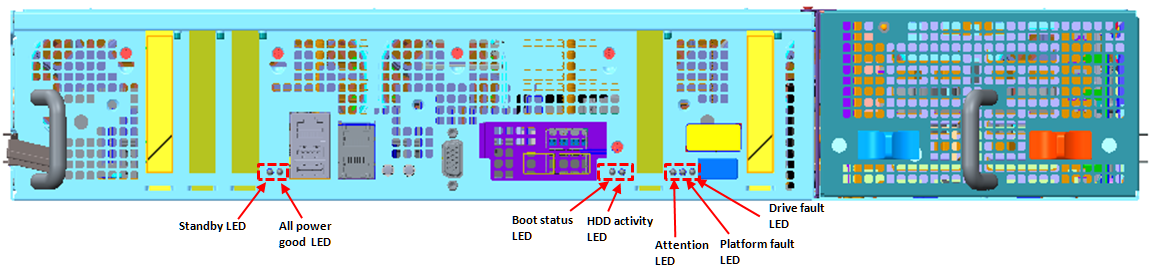 Standby LED
All power
good LED
Boot status
LED
HDD activity
LED
Attention
LED
Platform fault
LED
Drive fault
LED